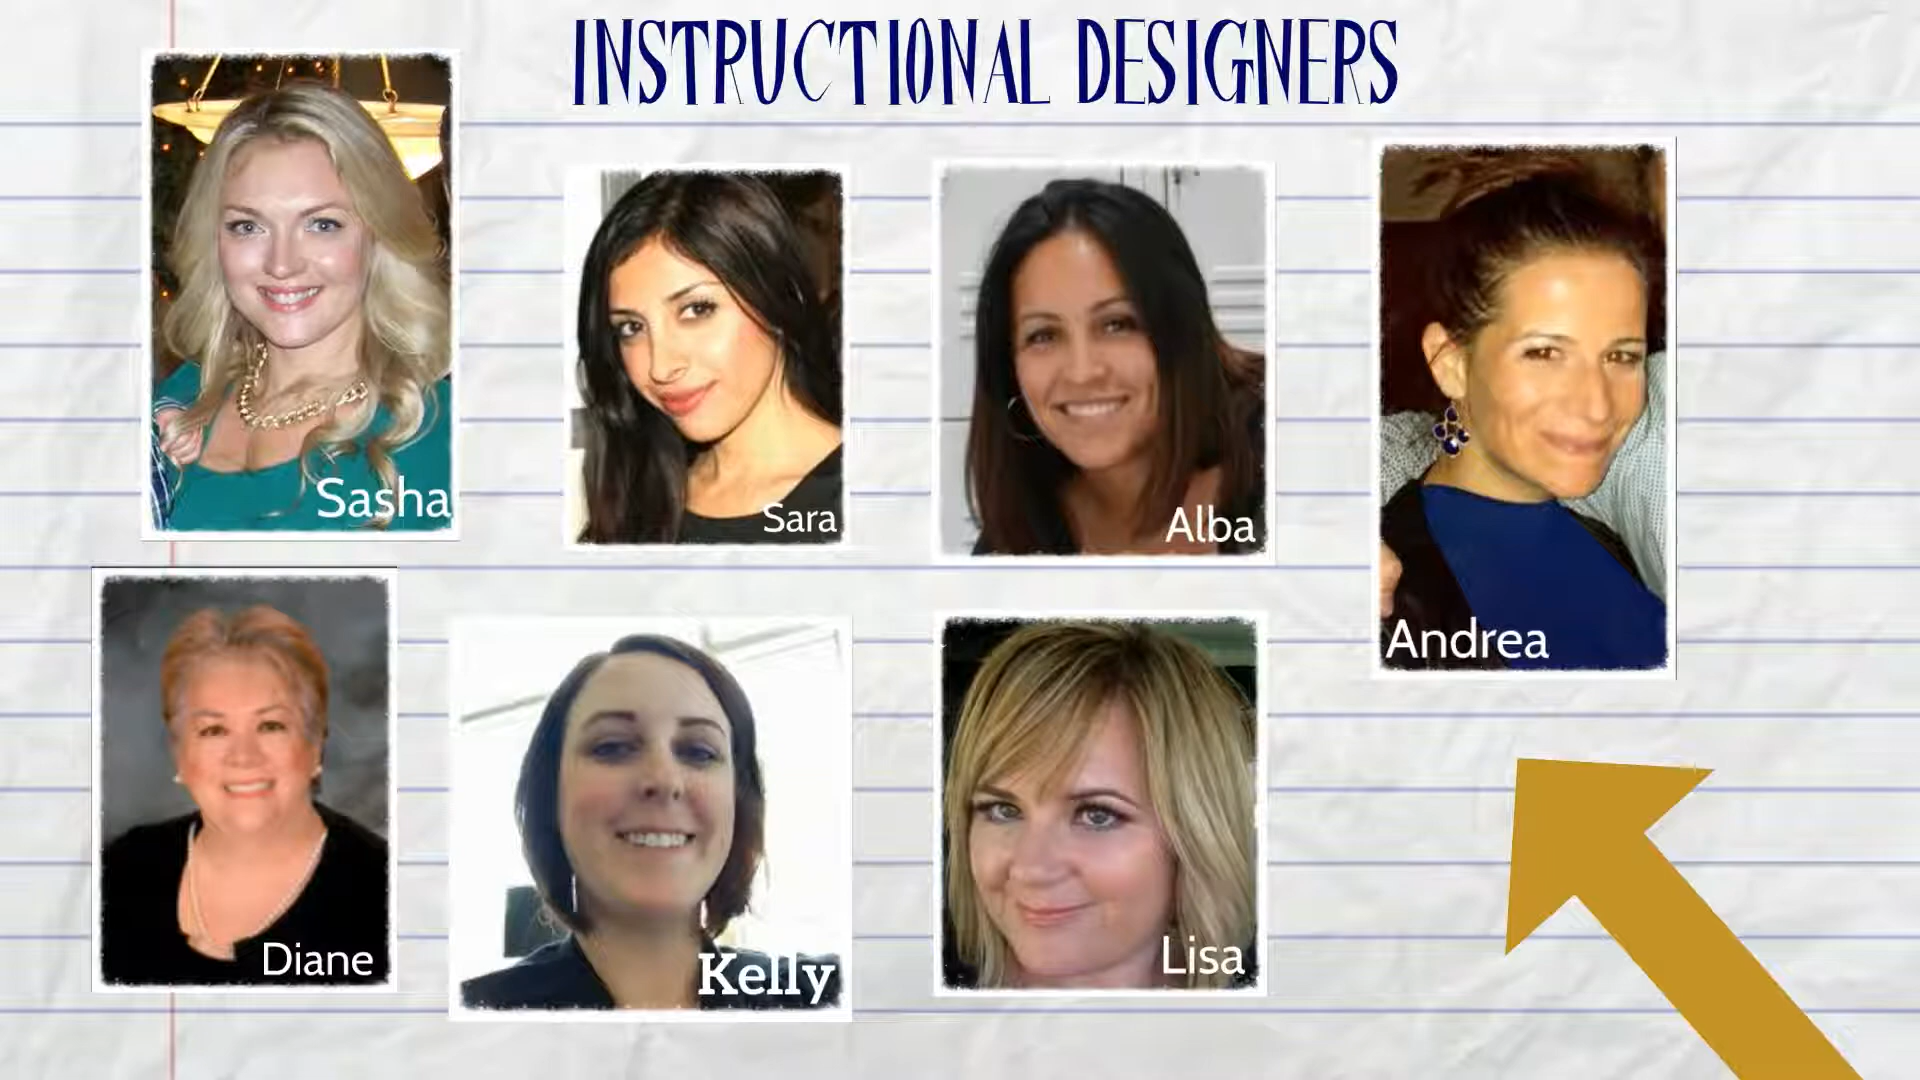 INSTRUCTIONAL DESIGNERS
Sasha
Sara
Alba
Andrea
Diane
Kelly
Lisa